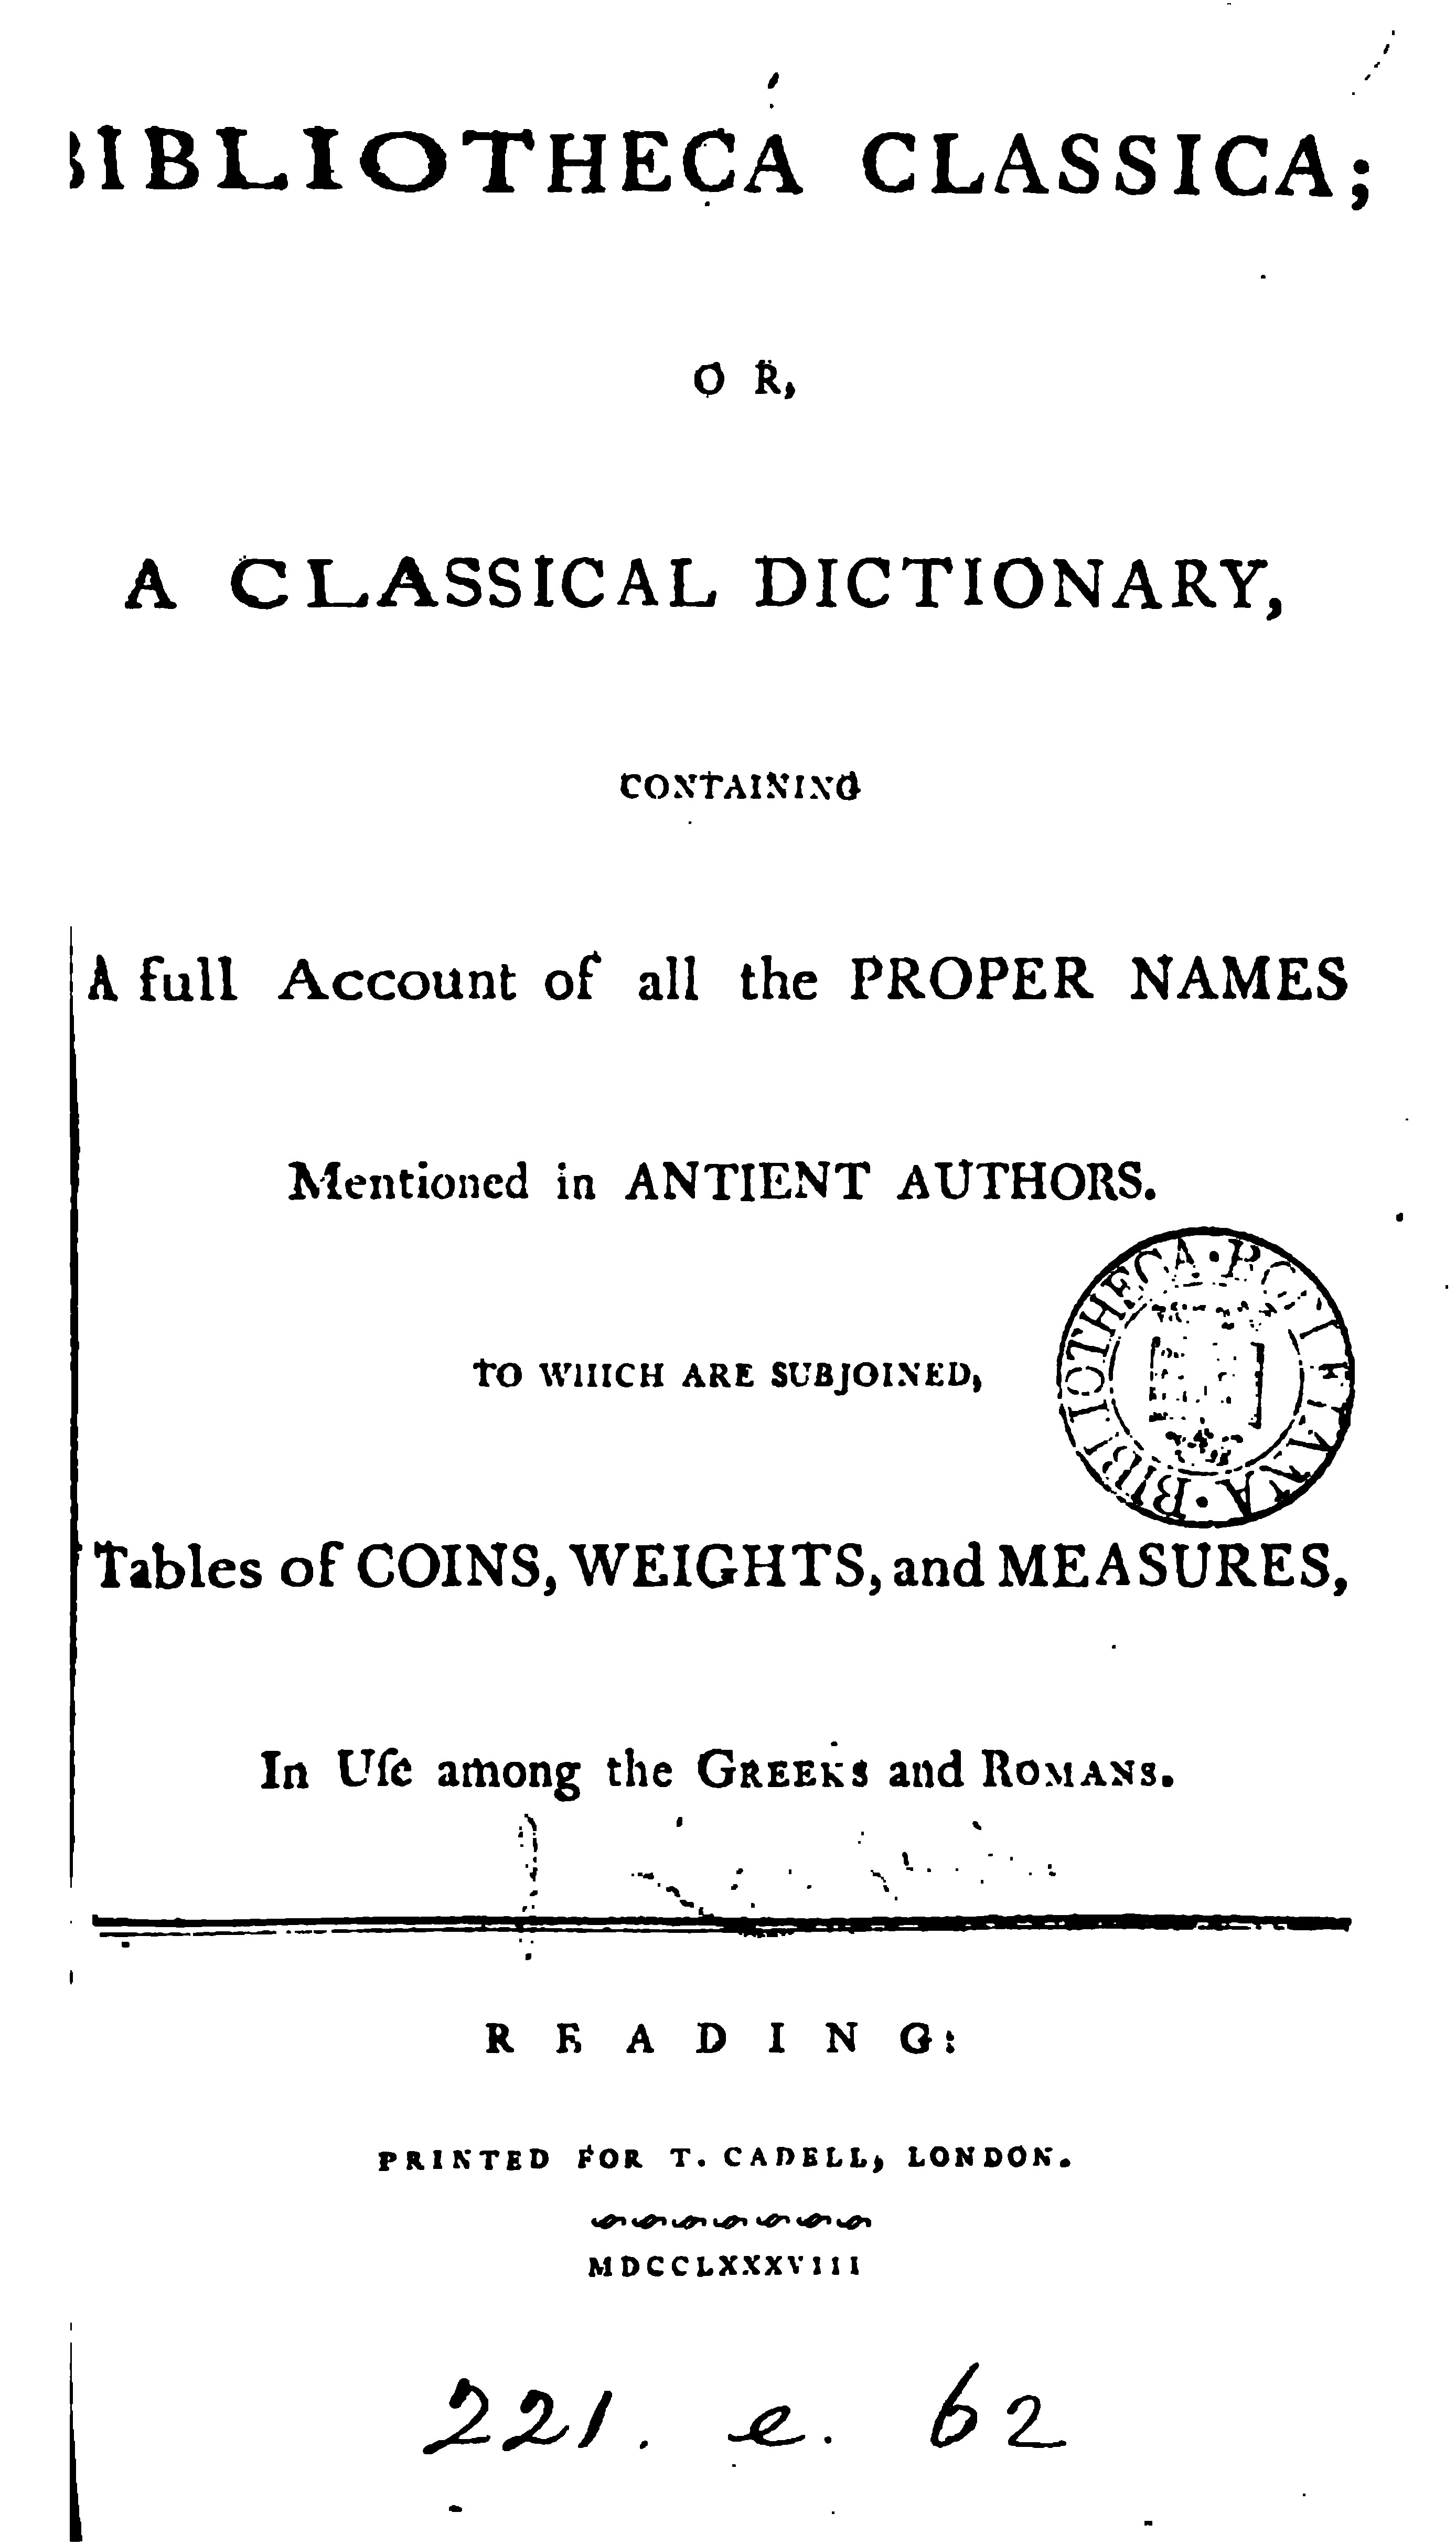 BIBLIOTHECA CLASSICA;
OR,
A CLASSICAL DICTIONARY,
CONTAINING
A full Account of all the PROPER NAMES
Mentioned in ANTIENT AUTHORS.
TO WHICH ARE SUBJOINED,
BIBLIOTHECA·BODLEIANA·
Tables of COINS, WEIGHTS, and MEASURES,
In Uſe among the GREEKS and ROMANS.
READING:
PRINTED FOR T. CADELL, LONDON.
MDCCLXXXVIII
221. e. 62